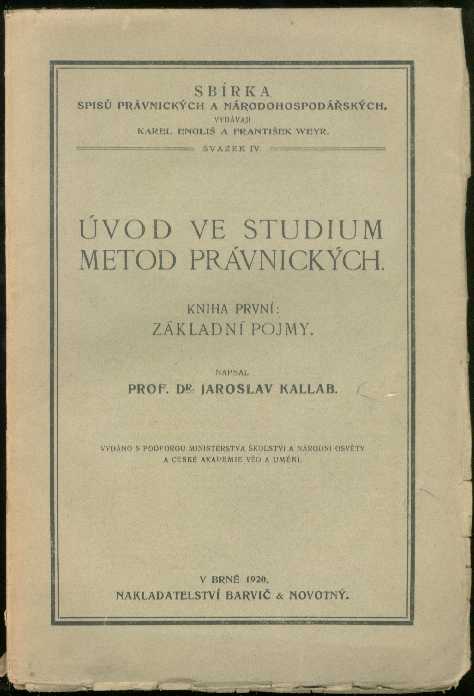 SBÍRKA
SPISŮ PRÁVNICKÝCH A NÁRODOHOSPODÁŘSKÝCH.
VYDÁVAJÍ
KAREL ENGLIŠ A FRANTIŠEK WEYR.
SVAZEK IV.
ÚVOD VE STUDIUM
METOD PRÁVNICKÝCH.
KNIHA PRVNÍ:
ZÁKLADNÍ POJMY.
NAPSAL
PROF. DR. JAROSLAV KALLAB.
VYDÁNO S PODPOROU MINISTERSTVA ŠKOLSTVÍ A NÁRODNÍ OSVĚTY
A ČESKÉ AKADEMIE VĚD A UMĚNÍ.
V BRNĚ 1920.
NAKLADATELSTVÍ BARVIČ & NOVOTNÝ.